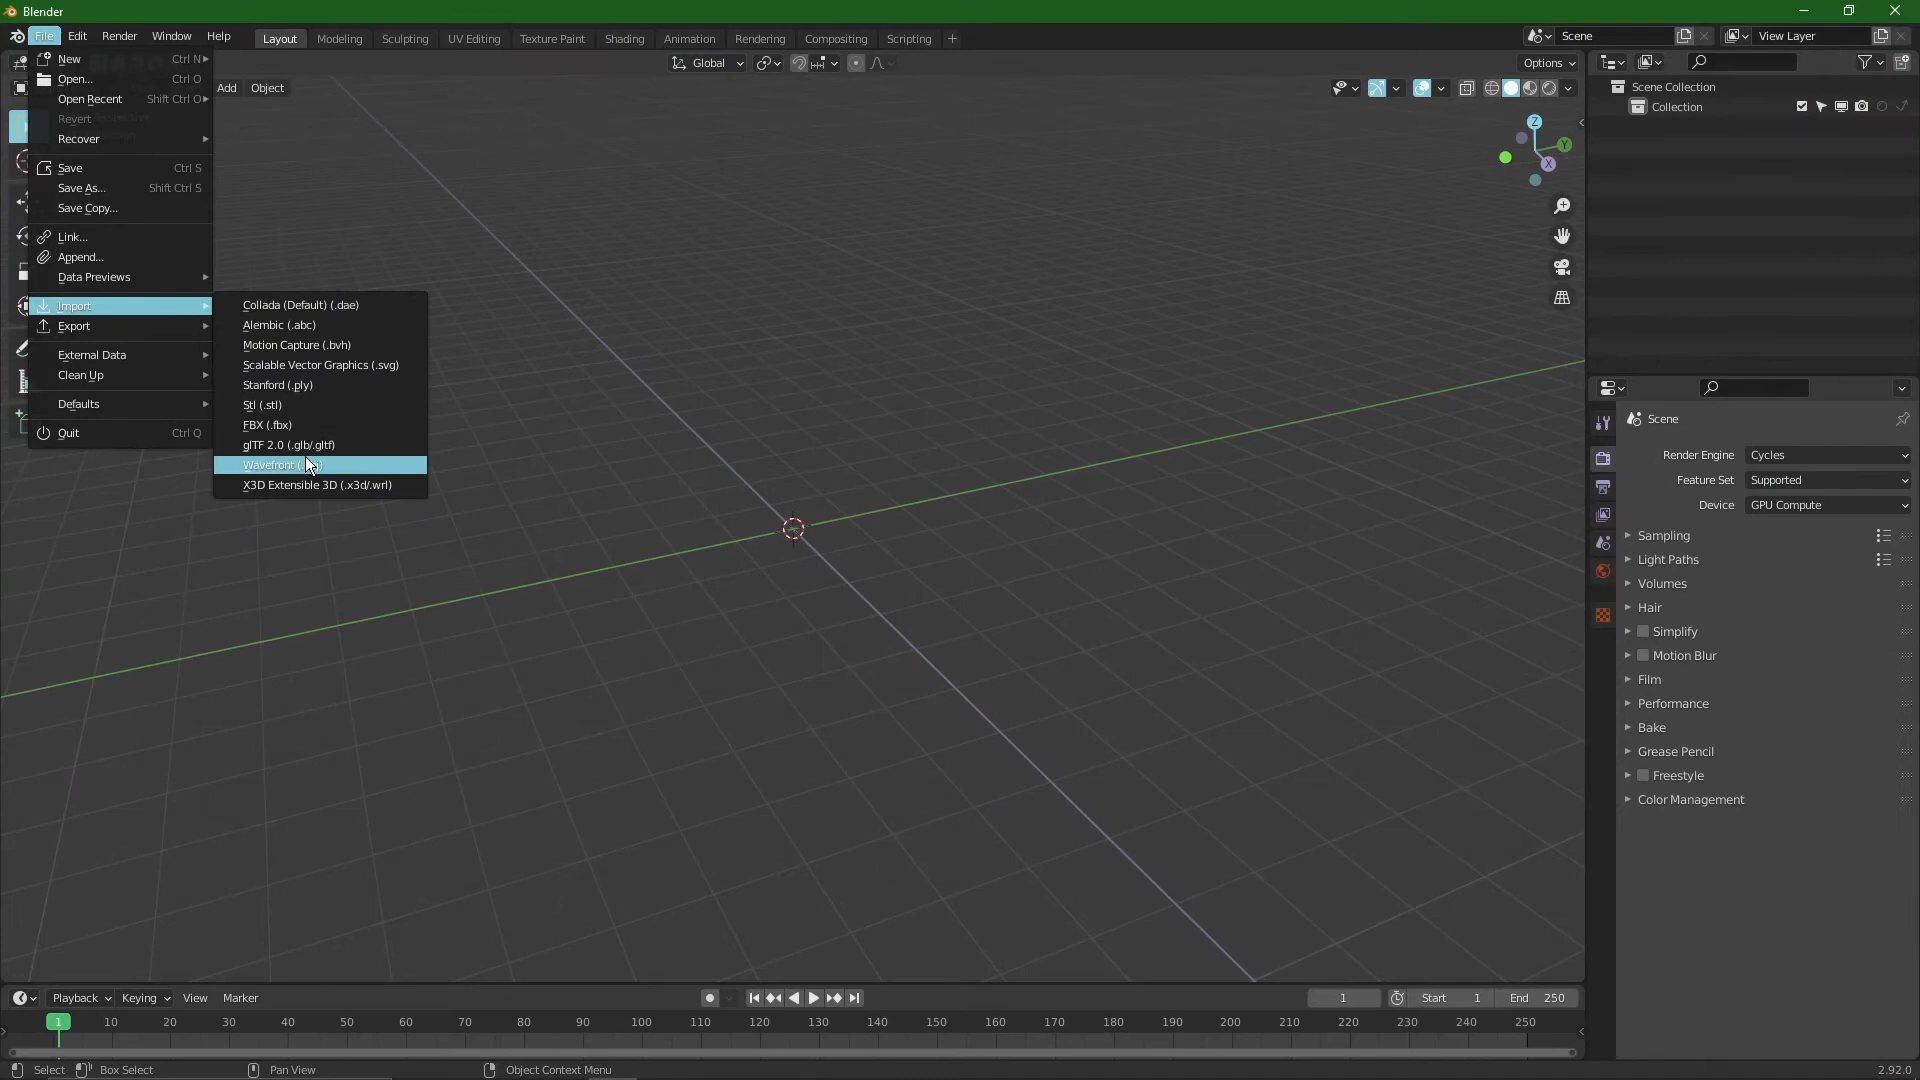 Blender
File Edit Render Window Help Layout Modeling Sculpting UV Editing Texture Paint Shading Animation Rendering Compositing Scripting + Scene View Layer
Global Options
Add Object
New Ctrl N
Open... Ctrl O
Open Recent Shift Ctrl O
Revert
Recover
Save Ctrl S
Save As... Shift Ctrl S
Save Copy...
Link...
Append...
Data Previews
Import
Export
External Data
Clean Up
Defaults
Quit Ctrl Q
Collada (Default) (.dae)
Alembic (.abc)
Motion Capture (.bvh)
Scalable Vector Graphics (.svg)
Stanford (.ply)
Stl (.stl)
FBX (.fbx)
glTF 2.0 (.glb/.gltf)
Wavefront
X3D Extensible 3D (.x3d/.wrl)
Z
Y
X
Scene Collection
Collection
Scene
Render Engine Cycles
Feature Set Supported
Device GPU Compute
Sampling
Light Paths
Volumes
Hair
Simplify
Motion Blur
Film
Performance
Bake
Grease Pencil
Freestyle
Color Management
Playback Keying View Marker 1 Start 1 End 250
1 10 20 30 40 50 60 70 80 90 100 110 120 130 140 150 160 170 180 190 200 210 220 230 240 250
Select Box Select Pan View Object Context Menu 2.92.0